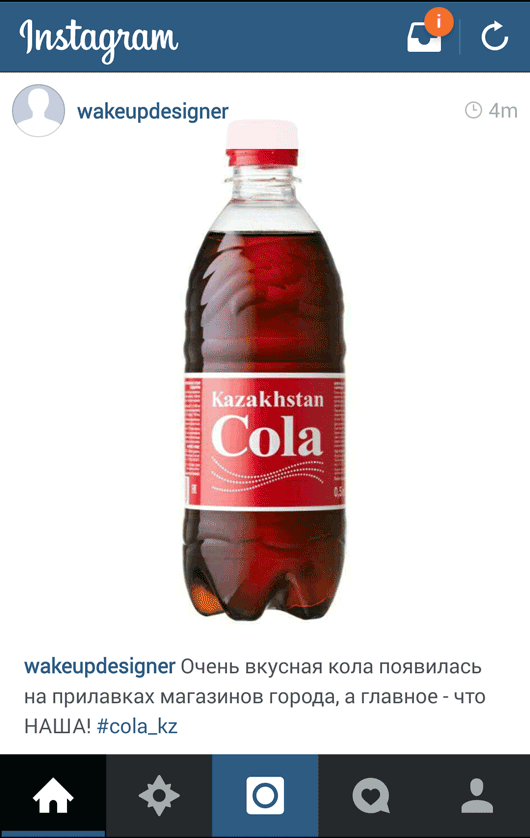 Instagram
i
wakeupdesigner
4m
Kazakhstan
Cola
wakeupdesigner Очень вкусная кола появилась
на прилавках магазинов города, а главное - что
НАША! #cola_kz